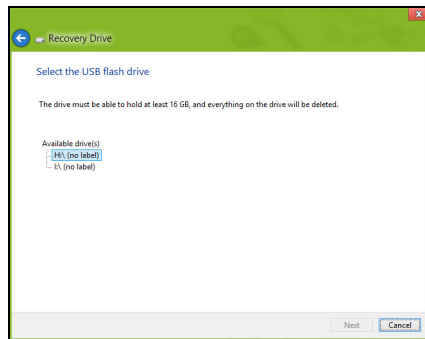 Recovery Drive
Select the USB flash drive
The drive must be able to hold at least 16 GB, and everything on the drive will be deleted.
Available drive(s)
H:\ (no label)
I:\ (no label)
Next
Cancel